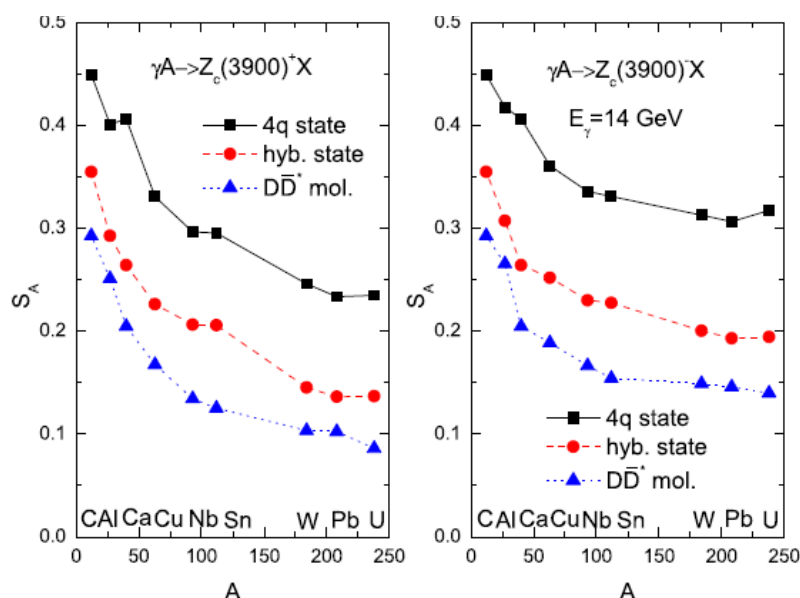 γA->Z_c(3900)⁺X
4q state
hyb. state
DD̄* mol.
S_A
0.5
0.4
0.3
0.2
0.1
0.0
C Al Ca Cu Nb Sn W Pb U
0 50 100 150 200 250
A
γA->Z_c(3900)⁻X
E_γ=14 GeV
S_A
0.5
0.4
0.3
0.2
0.1
0.0
4q state
hyb. state
DD̄* mol.
C Al Ca Cu Nb Sn W Pb U
0 50 100 150 200 250
A